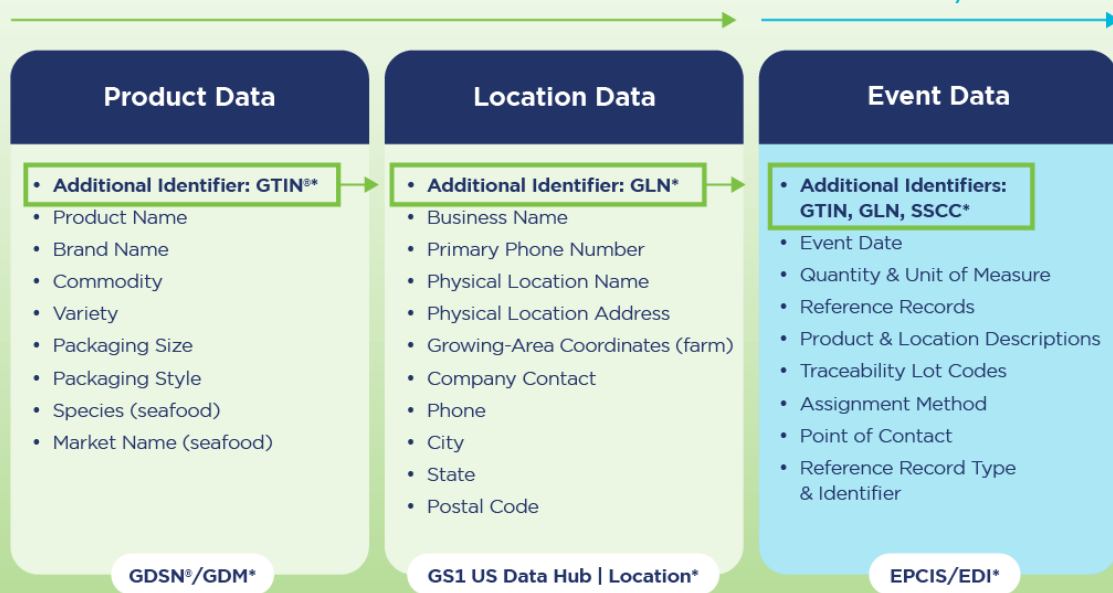 Product Data
• Additional Identifier: GTIN®*
• Product Name
• Brand Name
• Commodity
• Variety
• Packaging Size
• Packaging Style
• Species (seafood)
• Market Name (seafood)
GDSN®/GDM*
Location Data
• Additional Identifier: GLN*
• Business Name
• Primary Phone Number
• Physical Location Name
• Physical Location Address
• Growing-Area Coordinates (farm)
• Company Contact
• Phone
• City
• State
• Postal Code
GS1 US Data Hub | Location*
Event Data
• Additional Identifiers:
GTIN, GLN, SSCC*
• Event Date
• Quantity & Unit of Measure
• Reference Records
• Product & Location Descriptions
• Traceability Lot Codes
• Assignment Method
• Point of Contact
• Reference Record Type
& Identifier
EPCIS/EDI*